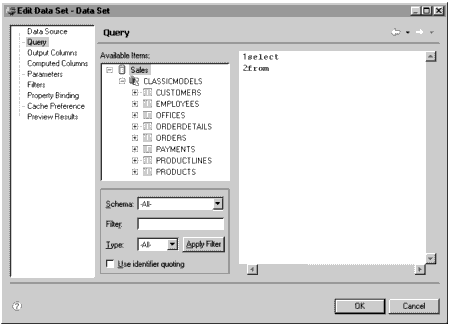 Edit Data Set - Data Set
Data Source
Query
Output Columns
Computed Columns
Parameters
Filters
Property Binding
Cache Preference
Preview Results
Query
Available Items:
Sales
CLASSICMODELS
CUSTOMERS
EMPLOYEES
OFFICES
ORDERDETAILS
ORDERS
PAYMENTS
PRODUCTLINES
PRODUCTS
Schema: -All-
Filter:
Type: -All- Apply Filter
Use identifier quoting
1select
2from
OK Cancel